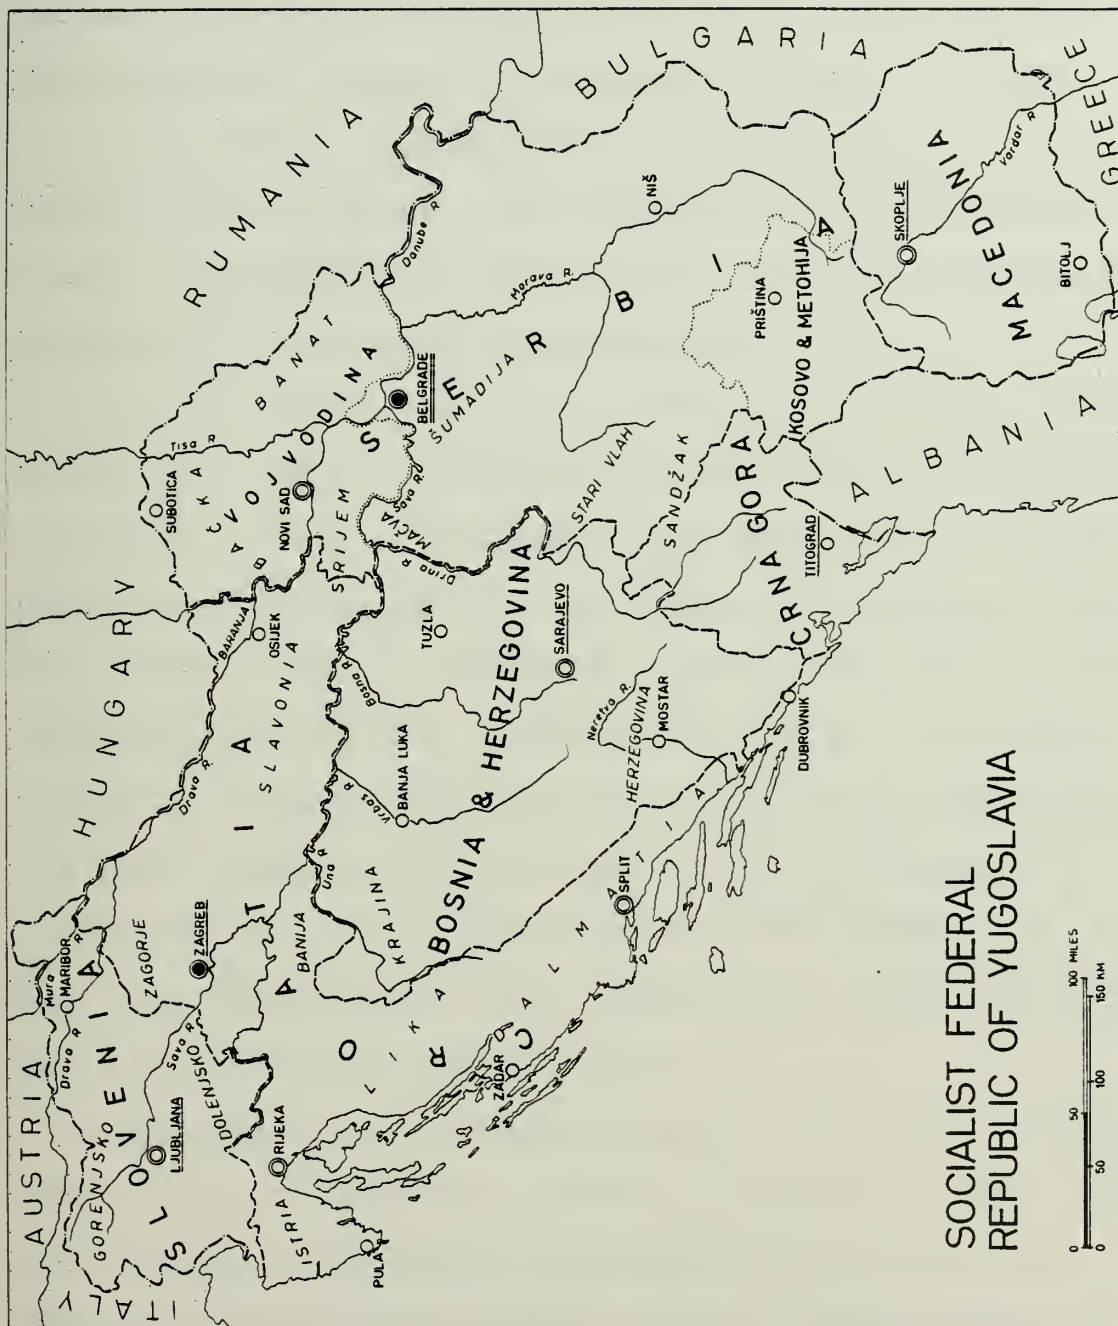 AUSTRIA
HUNGARY
RUMANIA
BULGARIA
GREECE
ALBANIA
ITALY
SLOVENIA
GORENJSKO
DOLENJSKO
LJUBLJANA
MARIBOR
Drava R
Mura R
Sava R
CROATIA
ZAGORJE
ZAGREB
BANIJA
SLAVONIA
BARANJA
OSIJEK
Drava R.
ISTRIA
PULA
RIJEKA
LIKA
DALMATIA
ZADAR
SPLIT
DUBROVNIK
BOSNIA & HERZEGOVINA
KRAJINA
Una R
Vrbas R
BANJA LUKA
Bosna R
TUZLA
SARAJEVO
Neretva R.
HERZEGOVINA
MOSTAR
Drina R
SERBIA
VOJVODINA
BAČKA
BANAT
SRIJEM
SUBOTICA
NOVI SAD
Tisa R
BELGRADE
Danube R
Sava R.
MAČVA
ŠUMADIJA
Morava R.
NIŠ
STARI VLAH
SANDŽAK
PRIŠTINA
KOSOVO & METOHIJA
CRNA GORA
TITOGRAD
MACEDONIA
SKOPLJE
Vardar R
BITOLJ
SOCIALIST FEDERAL
REPUBLIC OF YUGOSLAVIA
0 50 100 MILES
0 50 100 150 KM